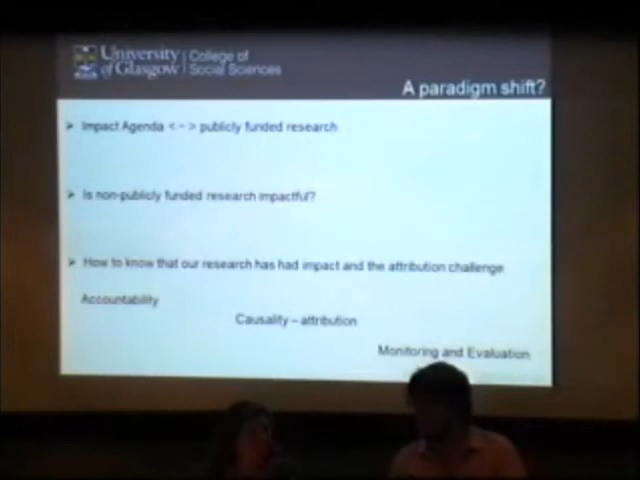 University of Glasgow
College of Social Sciences
A paradigm shift?
Impact Agenda < - > publicly funded research
Is non-publicly funded research impactful?
How to know that our research has had impact and the attribution challenge
Accountability
Causality – attribution
Monitoring and Evaluation